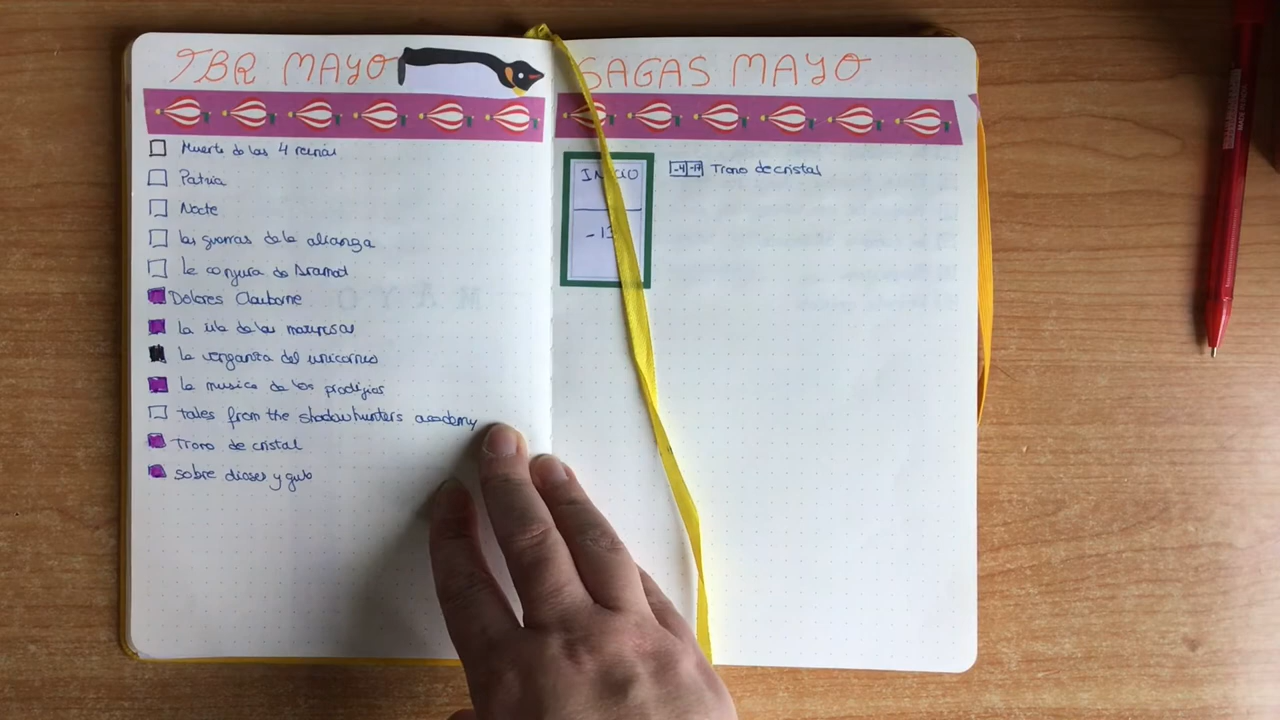 TBR MAYO
Muerte de las 4 reinas
Patria
Nocte
las guerras de la alianza
la conjura de Aramat
Dolores Claiborne
La isla de las mariposas
la venganza del unicornio
la musica de los prodigios
tales from the shadowhunters academy
Trono de cristal
sobre dioses y
SAGAS MAYO
INICIO
Trono de cristal